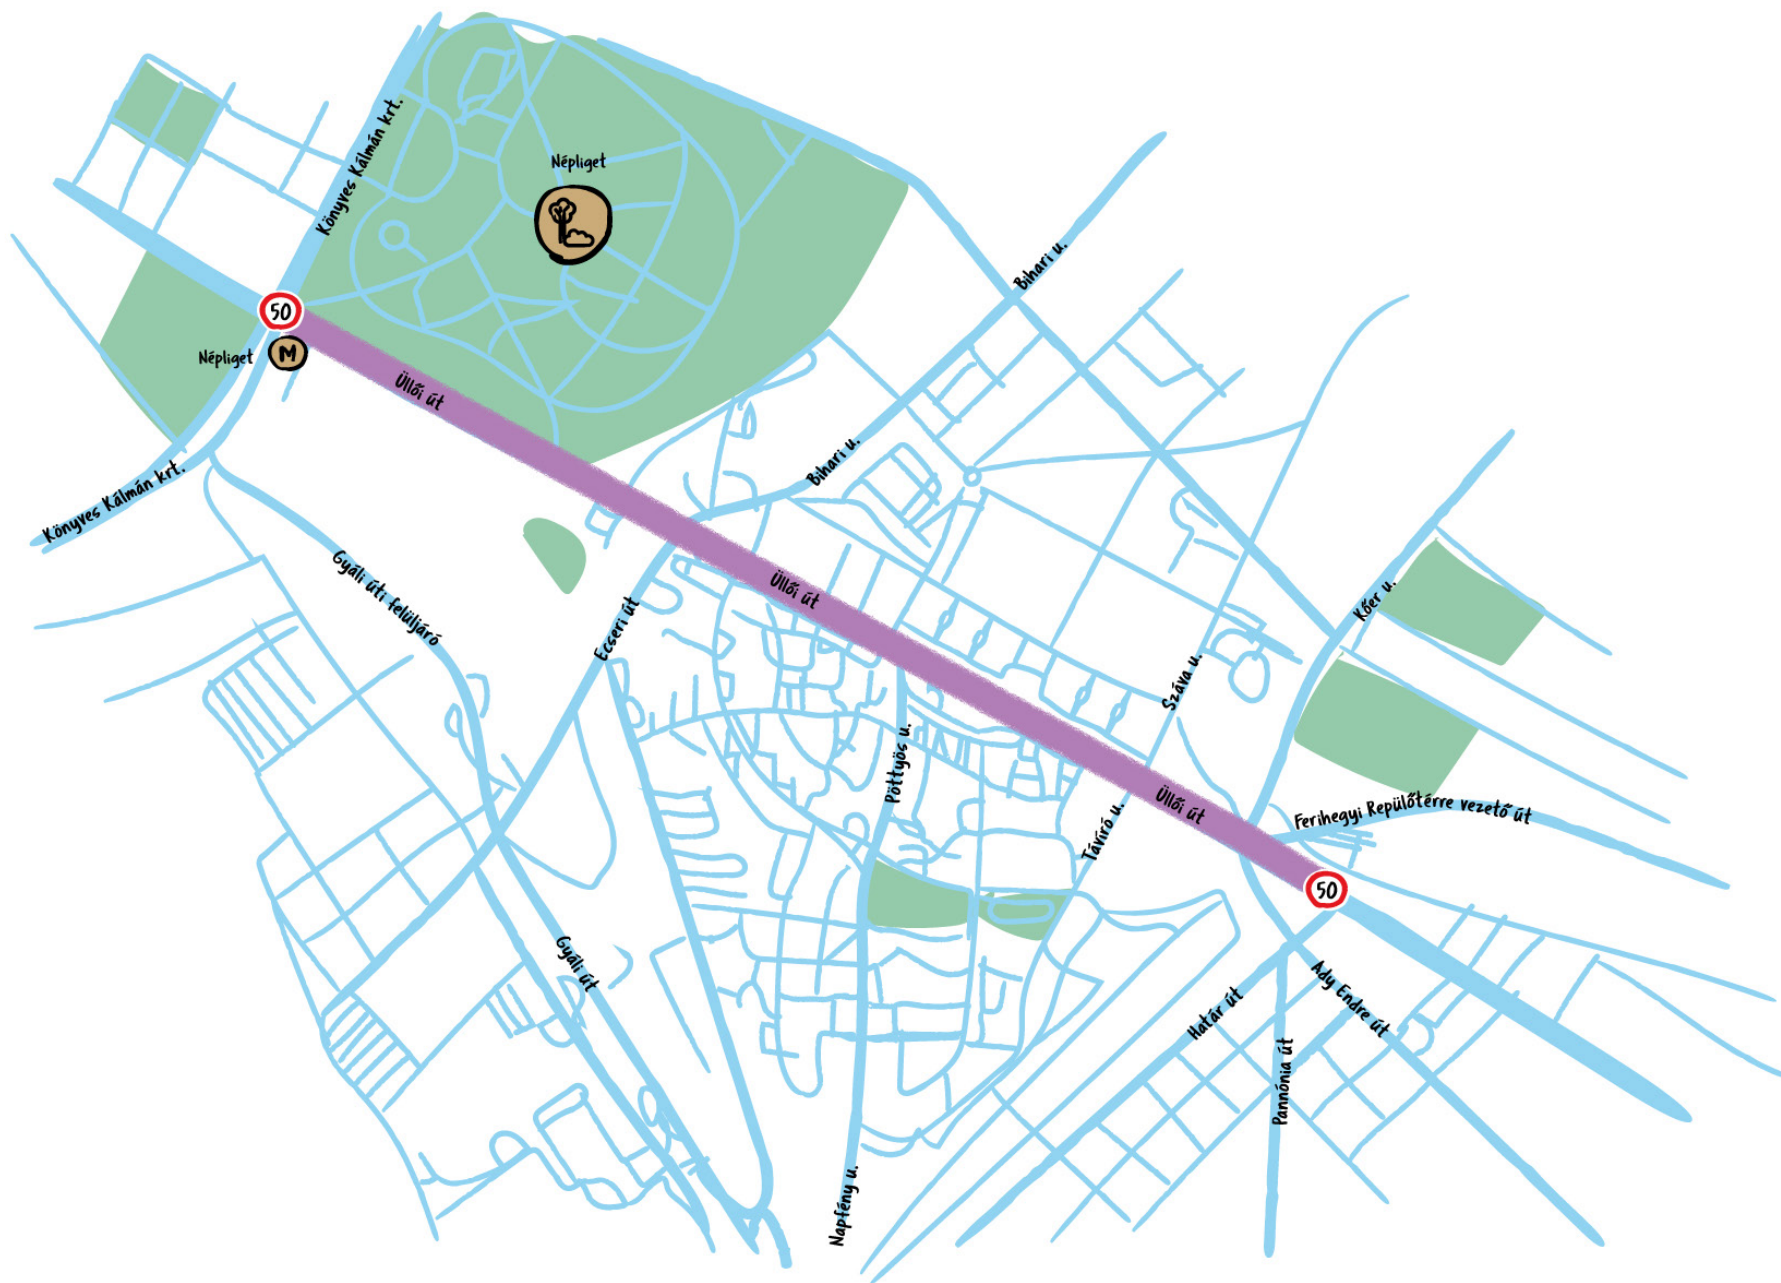 Könyves Kálmán krt.
Népliget
Bihari u.
50
Népliget
M
Üllői út
Bihari u.
Könyves Kálmán krt.
Gyáli úti felüljáró
Ecseri út
Üllői út
Kőér u.
Száva u.
Pöttyös u.
Üllői út
Távíró u.
Ferihegyi Repülőtérre vezető út
50
Gyáli út
Határ út
Ady Endre út
Pannónia út
Napfény u.